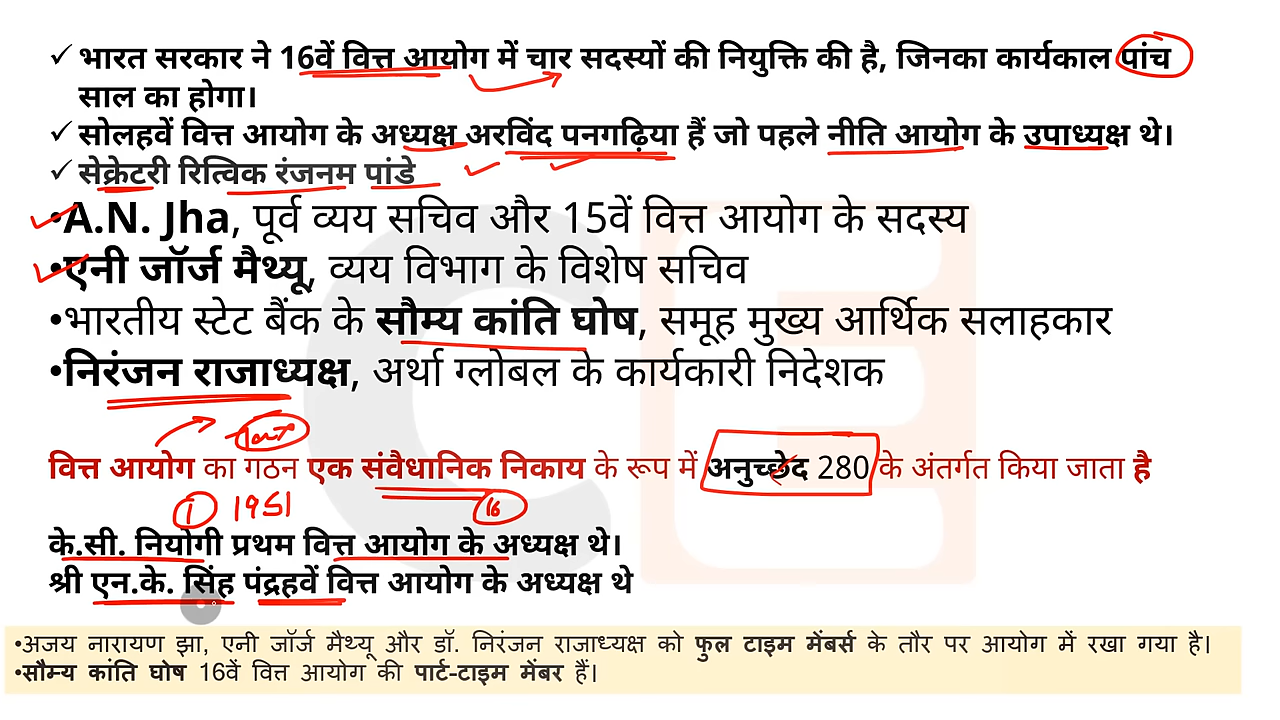 ✓ भारत सरकार ने 16वें वित्त आयोग में चार सदस्यों की नियुक्ति की है, जिनका कार्यकाल पांच
साल का होगा।
✓ सोलहवें वित्त आयोग के अध्यक्ष अरविंद पनगढ़िया हैं जो पहले नीति आयोग के उपाध्यक्ष थे।
✓ सेक्रेटरी रित्विक रंजनम पांडे
•A.N. Jha, पूर्व व्यय सचिव और 15वें वित्त आयोग के सदस्य
•एनी जॉर्ज मैथ्यू, व्यय विभाग के विशेष सचिव
•भारतीय स्टेट बैंक के सौम्य कांति घोष, समूह मुख्य आर्थिक सलाहकार
•निरंजन राजाध्यक्ष, अर्था ग्लोबल के कार्यकारी निदेशक
वित्त आयोग का गठन एक संवैधानिक निकाय के रूप में अनुच्छेद 280 के अंतर्गत किया जाता है
1 1951 16
के.सी. नियोगी प्रथम वित्त आयोग के अध्यक्ष थे।
श्री एन.के. सिंह पंद्रहवें वित्त आयोग के अध्यक्ष थे
•अजय नारायण झा, एनी जॉर्ज मैथ्यू और डॉ. निरंजन राजाध्यक्ष को फुल टाइम मेंबर्स के तौर पर आयोग में रखा गया है।
•सौम्य कांति घोष 16वें वित्त आयोग की पार्ट-टाइम मेंबर हैं।